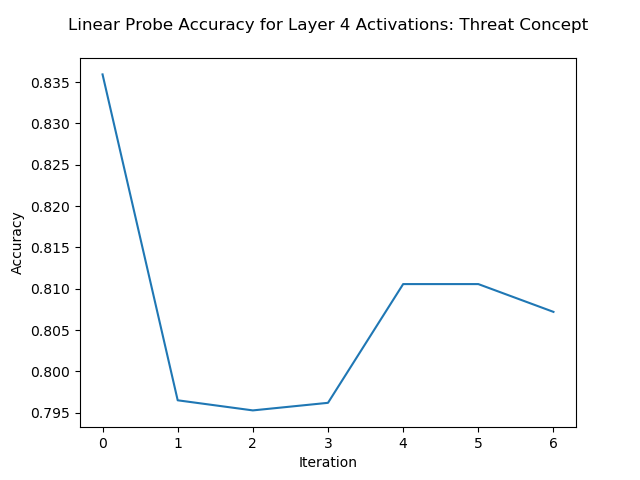 Linear Probe Accuracy for Layer 4 Activations: Threat Concept
0.835
0.830
0.825
0.820
0.815
0.810
0.805
0.800
0.795
Accuracy
0 1 2 3 4 5 6
Iteration